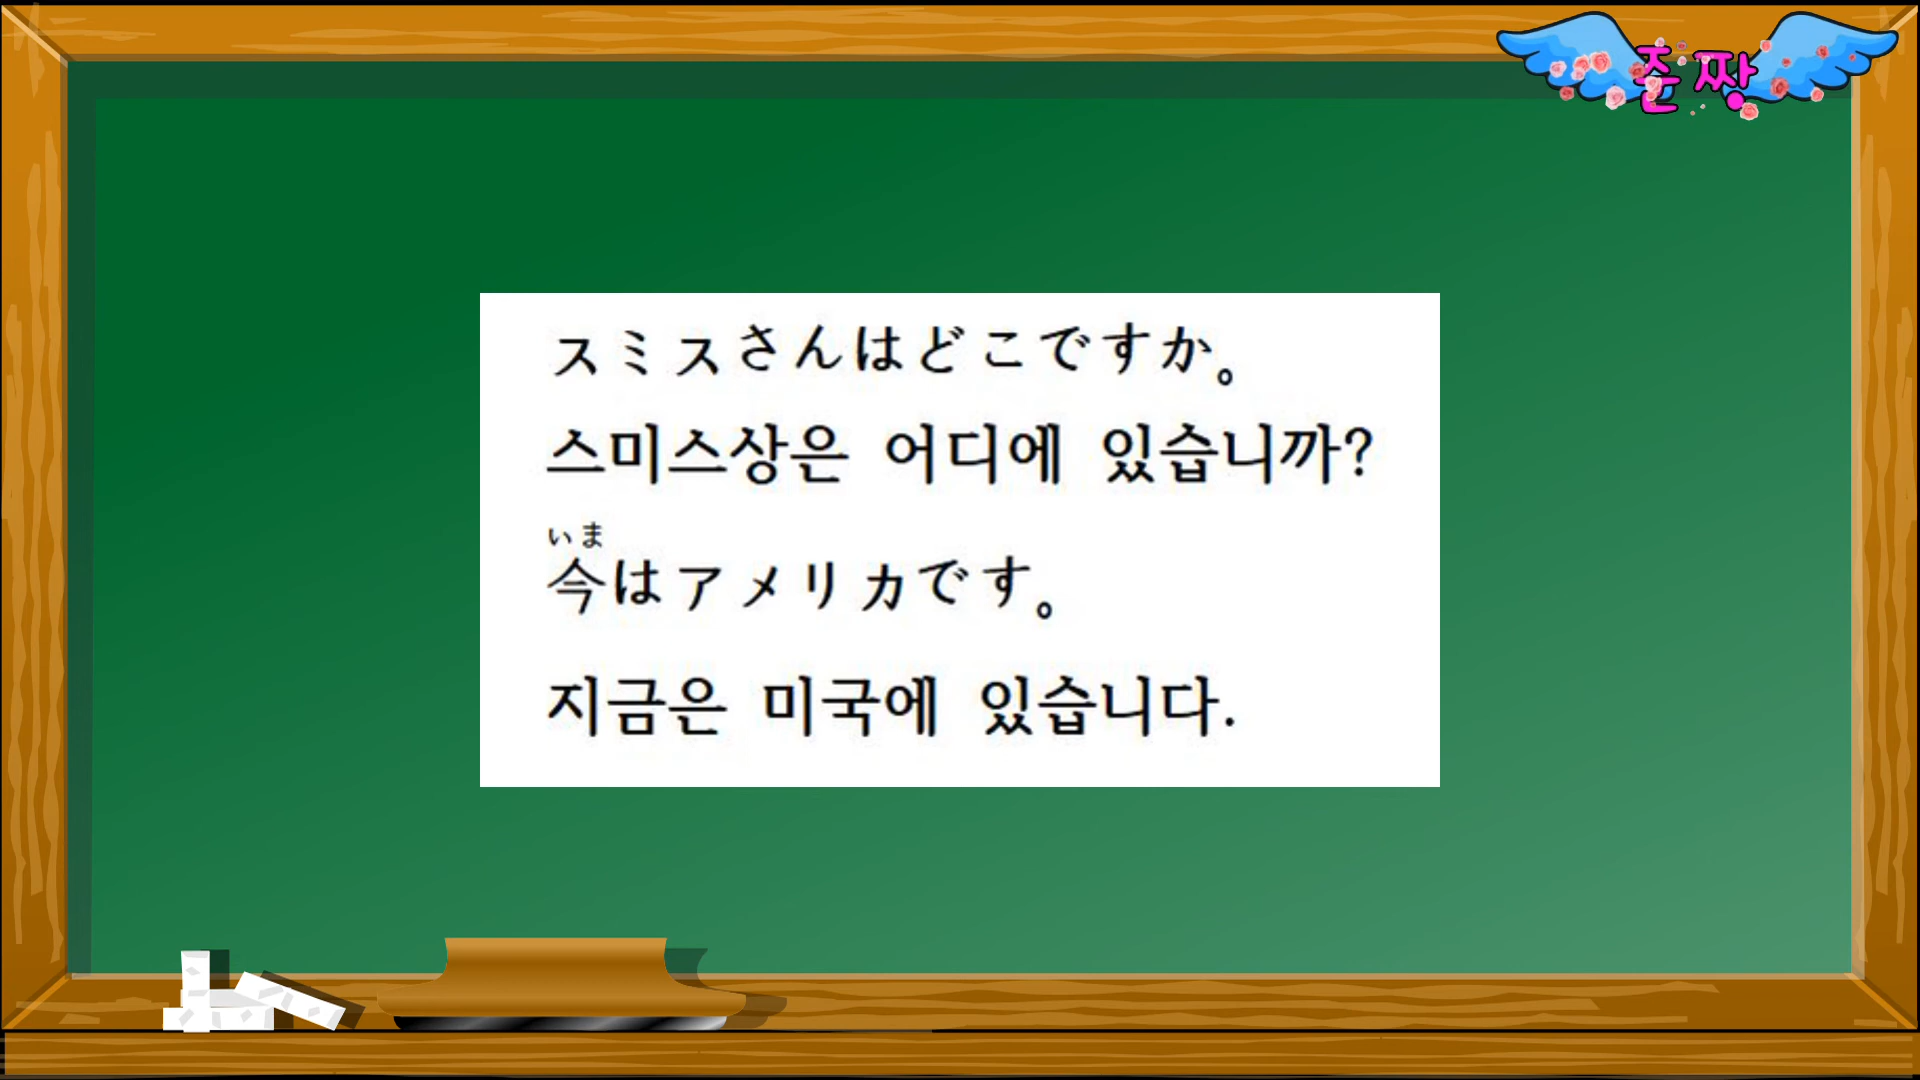 준짱
スミスさんはどこですか。
스미스상은 어디에 있습니까?
いま
今はアメリカです。
지금은 미국에 있습니다.